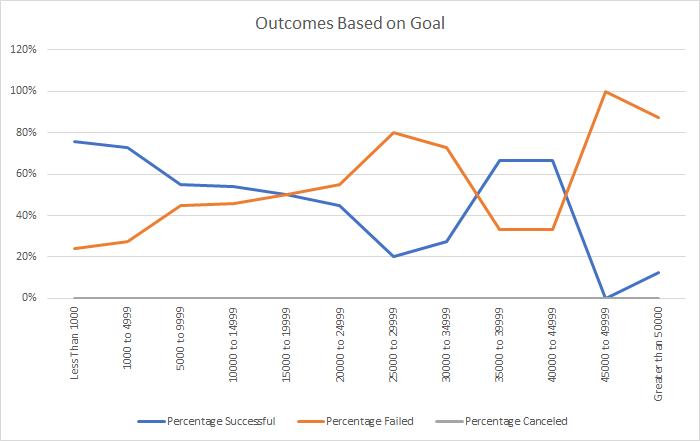 Outcomes Based on Goal
120%
100%
80%
60%
40%
20%
0%
Less Than 1000
1000 to 4999
5000 to 9999
10000 to 14999
15000 to 19999
20000 to 24999
25000 to 29999
30000 to 34999
35000 to 39999
40000 to 44999
45000 to 49999
Greater than 50000
Percentage Successful
Percentage Failed
Percentage Canceled